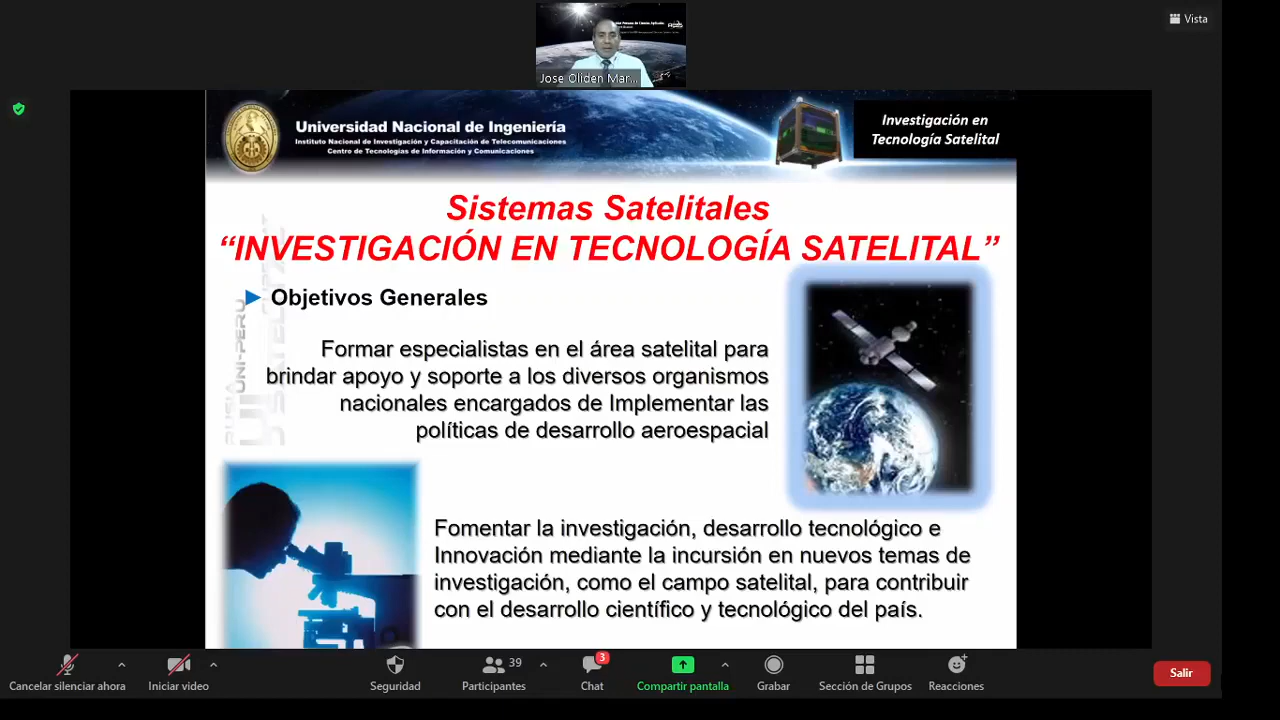 Vista
Jose Oliden Mar...
Universidad Nacional de Ingeniería
Instituto Nacional de Investigación y Capacitación de Telecomunicaciones
Centro de Tecnologías de Información y Comunicaciones
Investigación en
Tecnología Satelital
Sistemas Satelitales
“INVESTIGACIÓN EN TECNOLOGÍA SATELITAL”
Objetivos Generales
Formar especialistas en el área satelital para
brindar apoyo y soporte a los diversos organismos
nacionales encargados de Implementar las
políticas de desarrollo aeroespacial
UNI-PERU
Fomentar la investigación, desarrollo tecnológico e
Innovación mediante la incursión en nuevos temas de
investigación, como el campo satelital, para contribuir
con el desarrollo científico y tecnológico del país.
39
3
Cancelar silenciar ahora
Iniciar video
Seguridad
Participantes
Chat
Compartir pantalla
Grabar
Sección de Grupos
Reacciones
Salir